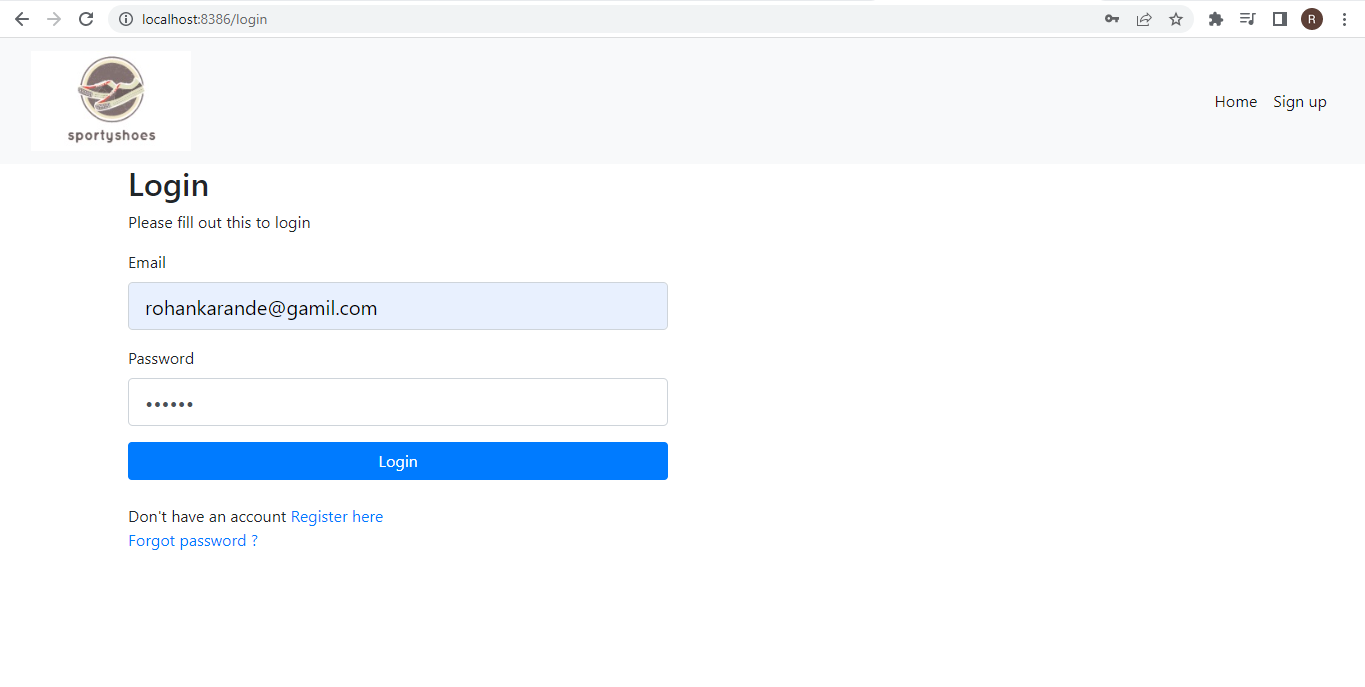 localhost:8386/login
R
sportyshoes
Home Sign up
Login
Please fill out this to login
Email
rohankarande@gamil.com
Password
••••••
Login
Don't have an account Register here
Forgot password ?